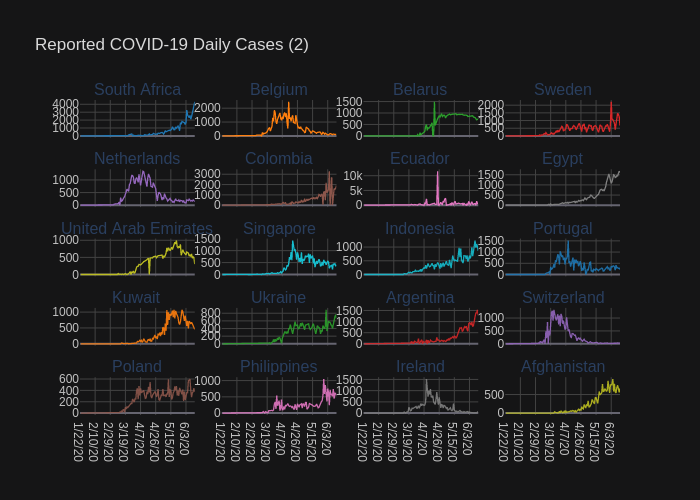 Reported COVID-19 Daily Cases (2)
South Africa Belgium Belarus Sweden
4000 3000 2000 1000 0
2000 1000 0
1500 1000 500 0
2000 1500 1000 500 0
Netherlands Colombia Ecuador Egypt
1000 500 0
3000 2000 1000 0
10k 5k 0
1500 1000 500 0
United Arab Emirates Singapore Indonesia Portugal
1000 500 0
1500 1000 500 0
1000 500 0
1500 1000 500 0
Kuwait Ukraine Argentina Switzerland
1000 500 0
800 600 400 200 0
1500 1000 500 0
1000 500 0
Poland Philippines Ireland Afghanistan
600 400 200 0
1000 500 0
1500 1000 500 0
500 0
1/22/20 2/10/20 2/29/20 3/19/20 4/7/20 4/26/20 5/15/20 6/3/20
1/22/20 2/10/20 2/29/20 3/19/20 4/7/20 4/26/20 5/15/20 6/3/20
1/22/20 2/10/20 2/29/20 3/19/20 4/7/20 4/26/20 5/15/20 6/3/20
1/22/20 2/10/20 2/29/20 3/19/20 4/7/20 4/26/20 5/15/20 6/3/20